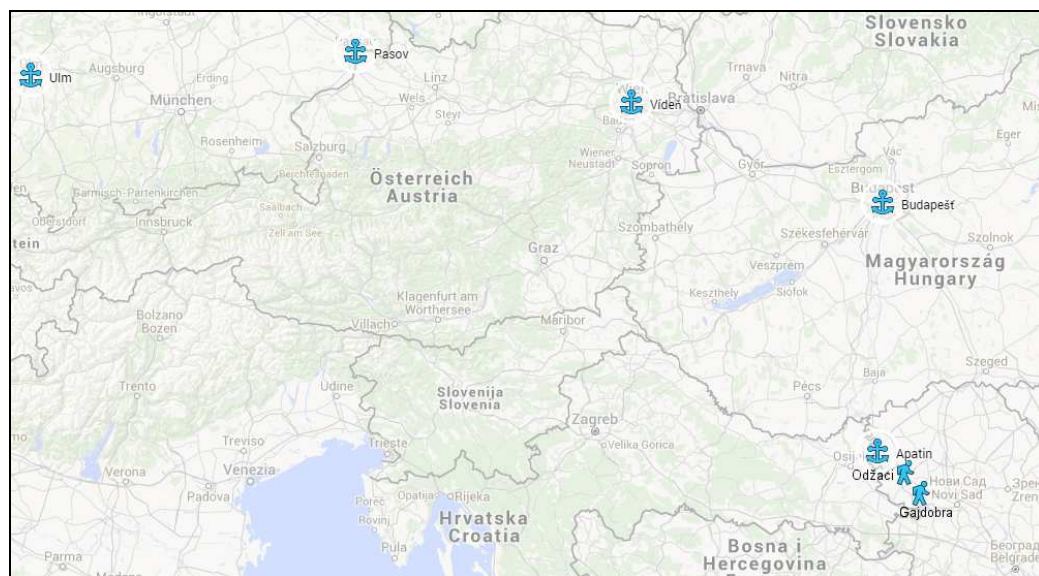 Slovensko
Slovakia
Pasov
Ulm
Augsburg
Erding
Linz
Wels
Steyr
München
Trnava
Nitra
Videň
Bratislava
Rosenheim
Salzburg
Berchtesgaden
Wiener
Neustadt
Sopron
Győr
Esztergom
Vác
Eger
Garmisch-Partenkirchen
Österreich
Austria
Oberstdorf
Innsbruck
Saalbach
Zell am See
Budapešť
Szombathely
Székesfehérvár
Szolnok
tein
Graz
Veszprém
Magyarország
Hungary
Keszthely
Siófok
Klagenfurt am
Wörthersee
Villach
Maribor
Bolzano
Bozen
Szeged
Baja
Pécs
Trento
Udine
Slovenija
Slovenia
Zagreb
Velika Gorica
Treviso
Trieste
Osij
Apatin
Odžaci
Verona
Venezia
Нови Сад
Novi Sad
Gajdobra
Padova
Poreč
Opatija
Rijeka
Rovinj
Hrvatska
Croatia
Pula
Parma
Bosna i
Hercegovina
Београд
Belgrade